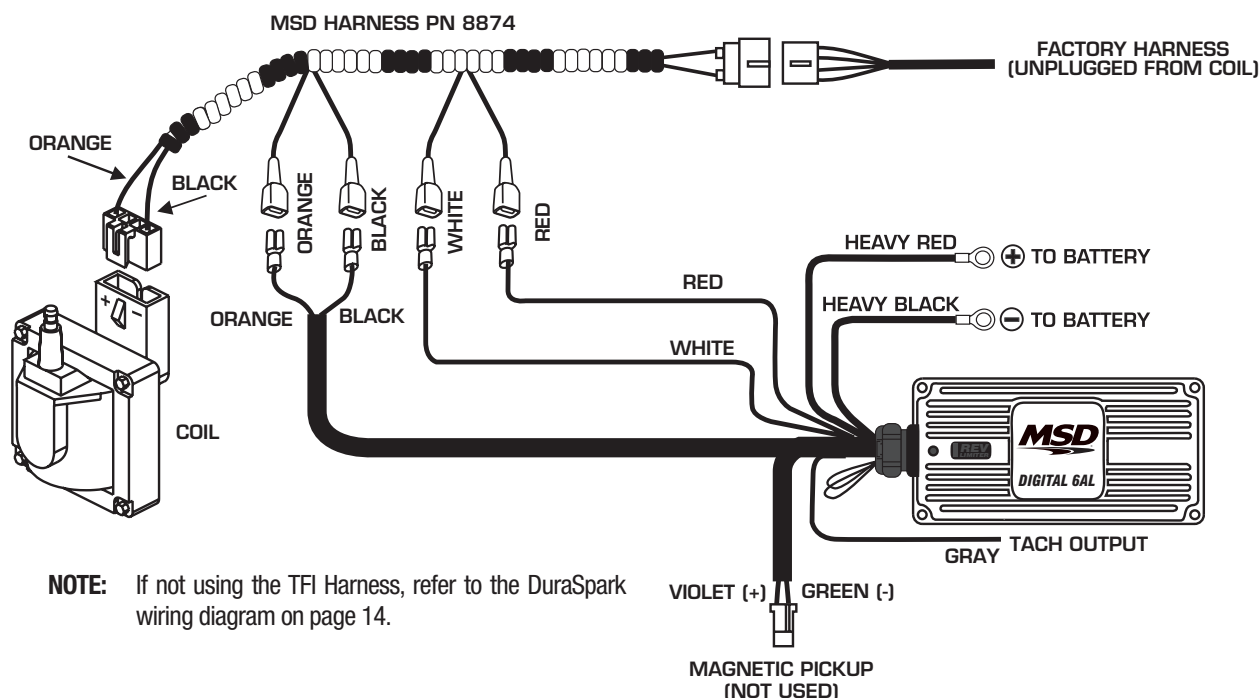 MSD HARNESS PN 8874
FACTORY HARNESS
(UNPLUGGED FROM COIL)
ORANGE
BLACK
ORANGE
BLACK
WHITE
RED
HEAVY RED
+ TO BATTERY
RED
HEAVY BLACK
- TO BATTERY
ORANGE
BLACK
WHITE
+ -
COIL
REV
LIMITER
MSD
DIGITAL 6AL
GRAY
TACH OUTPUT
NOTE: If not using the TFI Harness, refer to the DuraSpark
wiring diagram on page 14.
VIOLET (+)
GREEN (-)
MAGNETIC PICKUP
(NOT USED)